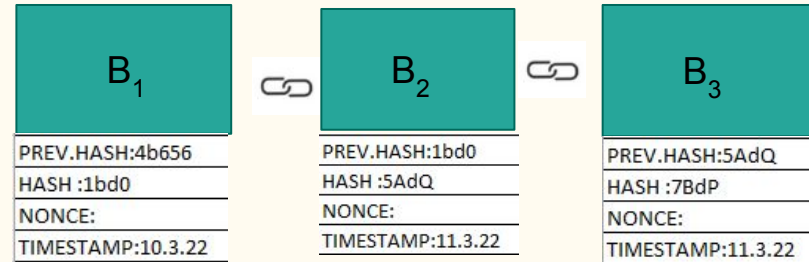 B1
PREV.HASH:4b656
HASH :1bd0
NONCE:
TIMESTAMP:10.3.22
B2
PREV.HASH:1bd0
HASH :5AdQ
NONCE:
TIMESTAMP:11.3.22
B3
PREV.HASH:5AdQ
HASH :7BdP
NONCE:
TIMESTAMP:11.3.22